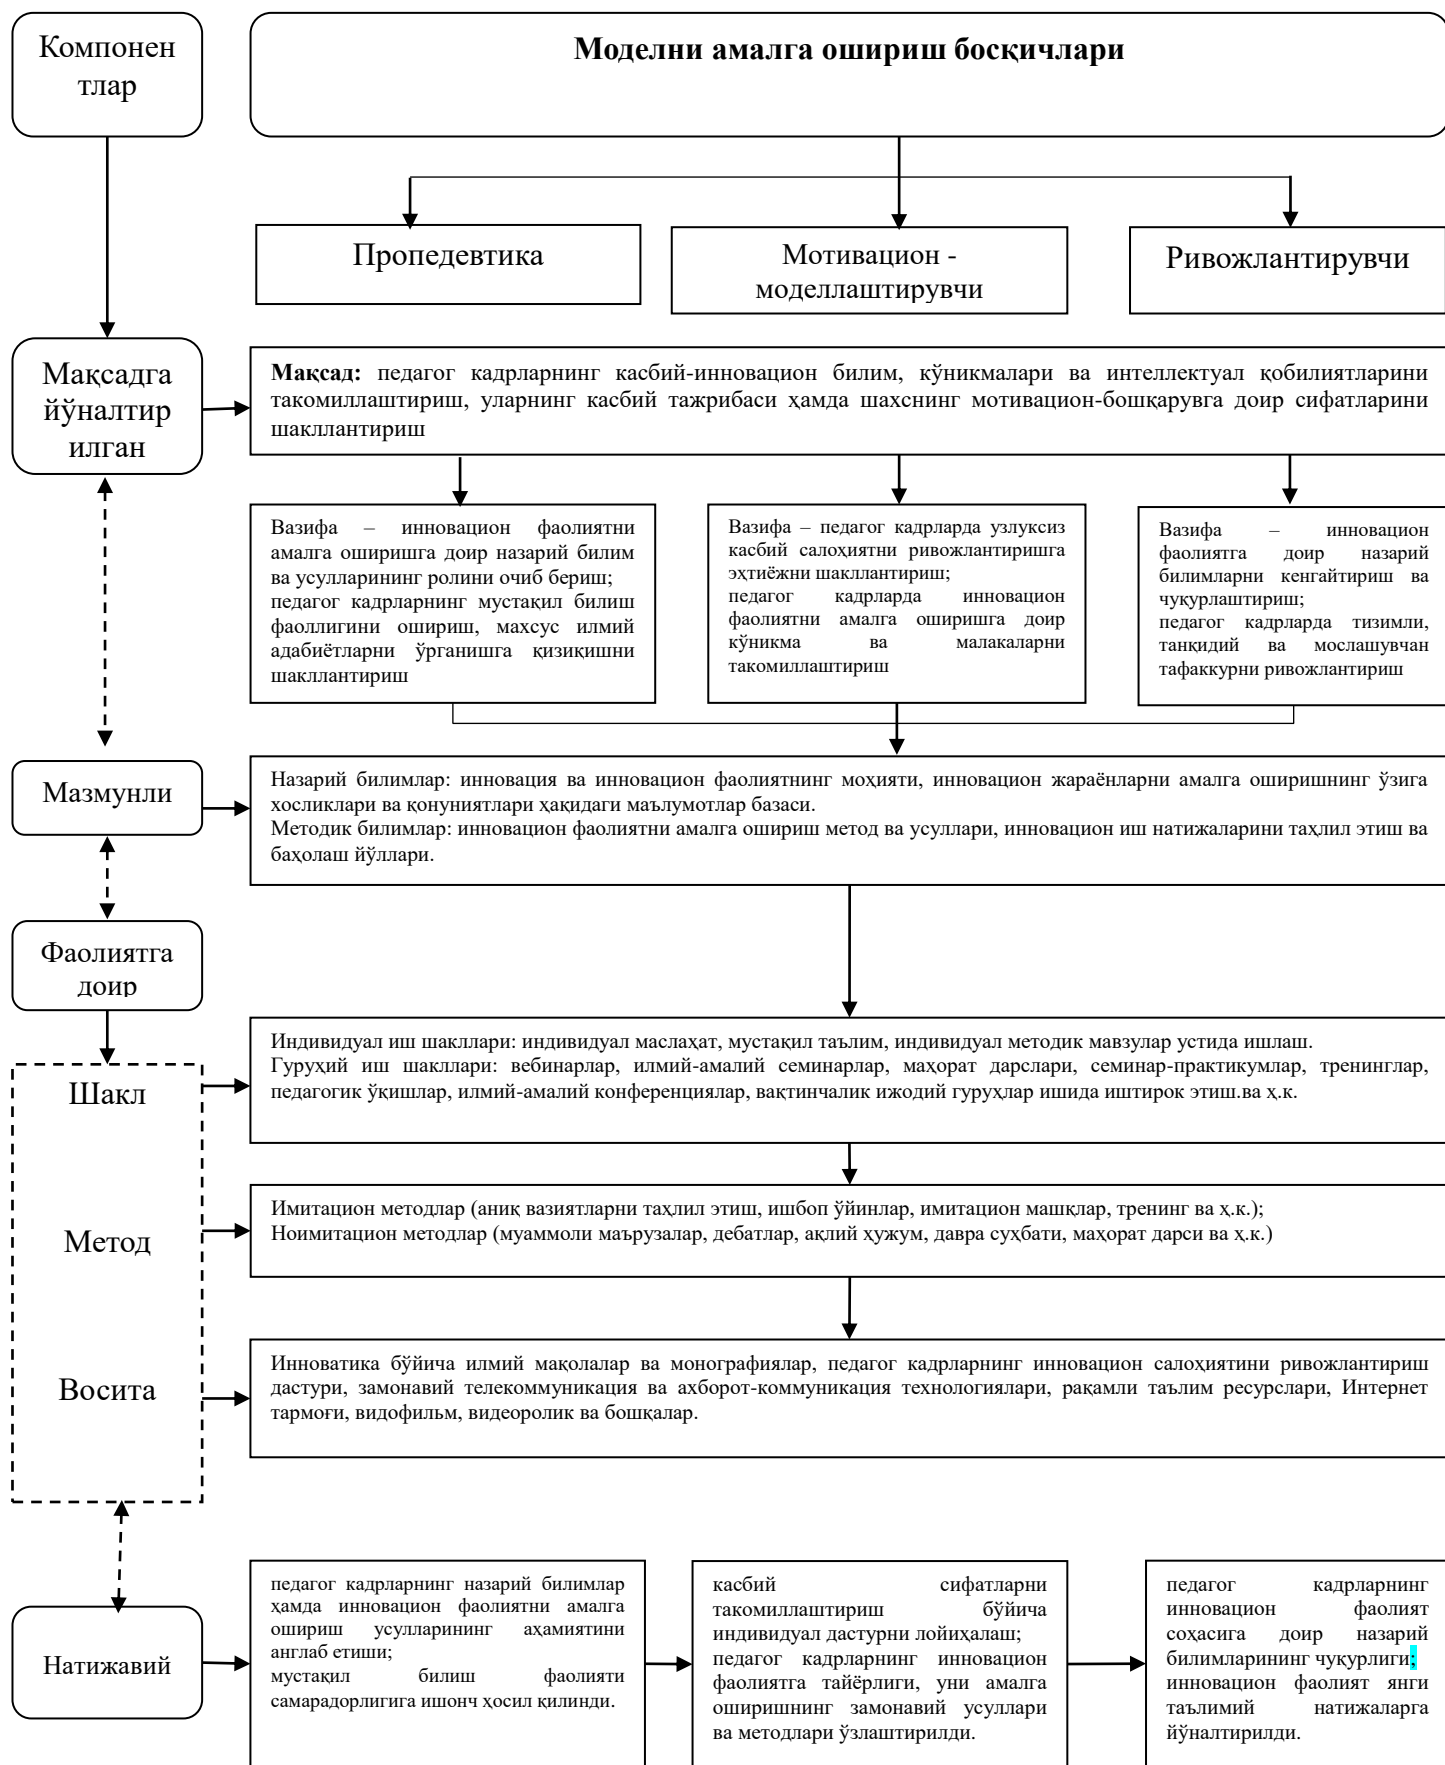 Компонен
тлар
Моделни амалга ошириш босқичлари
Пропедевтика
Мотивацион -
моделлаштирувчи
Ривожлантирувчи
Мақсадга
йўналтир
илган
Мақсад: педагог кадрларнинг касбий-инновацион билим, кўникмалари ва интеллектуал қобилиятларини
такомиллаштириш, уларнинг касбий тажрибаси ҳамда шахснинг мотивацион-бошқарувга доир сифатларини
шакллантириш
Вазифа – инновацион фаолиятни
амалга оширишга доир назарий билим
ва усулларининг ролини очиб бериш;
педагог кадрларнинг мустақил билиш
фаоллигини ошириш, махсус илмий
адабиётларни ўрганишга қизиқишни
шакллантириш
Вазифа – педагог кадрларда узлуксиз
касбий салоҳиятни ривожлантиришга
эҳтиёжни шакллантириш;
педагог кадрларда инновацион
фаолиятни амалга оширишга доир
кўникма ва малакаларни
такомиллаштириш
Вазифа – инновацион
фаолиятга доир назарий
билимларни кенгайтириш ва
чуқурлаштириш;
педагог кадрларда тизимли,
танқидий ва мослашувчан
тафаккурни ривожлантириш
Мазмунли
Назарий билимлар: инновация ва инновацион фаолиятнинг моҳияти, инновацион жараёнларни амалга оширишнинг ўзига
хосликлари ва қонуниятлари ҳақидаги маълумотлар базаси.
Методик билимлар: инновацион фаолиятни амалга ошириш метод ва усуллари, инновацион иш натижаларини таҳлил этиш ва
баҳолаш йўллари.
Фаолиятга
доир
Индивидуал иш шакллари: индивидуал маслаҳат, мустақил таълим, индивидуал методик мавзулар устида ишлаш.
Гуруҳий иш шакллари: вебинарлар, илмий-амалий семинарлар, маҳорат дарслари, семинар-практикумлар, тренинглар,
педагогик ўқишлар, илмий-амалий конференциялар, вақтинчалик ижодий гуруҳлар ишида иштирок этиш.ва ҳ.к.
Шакл
Имитацион методлар (аниқ вазиятларни таҳлил этиш, ишбоп ўйинлар, имитацион машқлар, тренинг ва ҳ.к.);
Ноимитацион методлар (муаммоли маърузалар, дебатлар, ақлий ҳужум, давра суҳбати, маҳорат дарси ва ҳ.к.)
Метод
Инноватика бўйича илмий мақолалар ва монографиялар, педагог кадрларнинг инновацион салоҳиятини ривожлантириш
дастури, замонавий телекоммуникация ва ахборот-коммуникация технологиялари, рақамли таълим ресурслари, Интернет
тармоғи, видофильм, видеоролик ва бошқалар.
Восита
Натижавий
педагог кадрларнинг назарий билимлар
ҳамда инновацион фаолиятни амалга
ошириш усулларининг аҳамиятини
англаб етиши;
мустақил билиш фаолияти
самарадорлигига ишонч ҳосил қилинди.
касбий сифатларни
такомиллаштириш бўйича
индивидуал дастурни лойиҳалаш;
педагог кадрларнинг инновацион
фаолиятга тайёрлиги, уни амалга
оширишнинг замонавий усуллари
ва методлари ўзлаштирилди.
педагог кадрларнинг
инновацион фаолият
соҳасига доир назарий
билимларининг чуқурлиги;
инновацион фаолият янги
таълимий натижаларга
йўналтирилди.